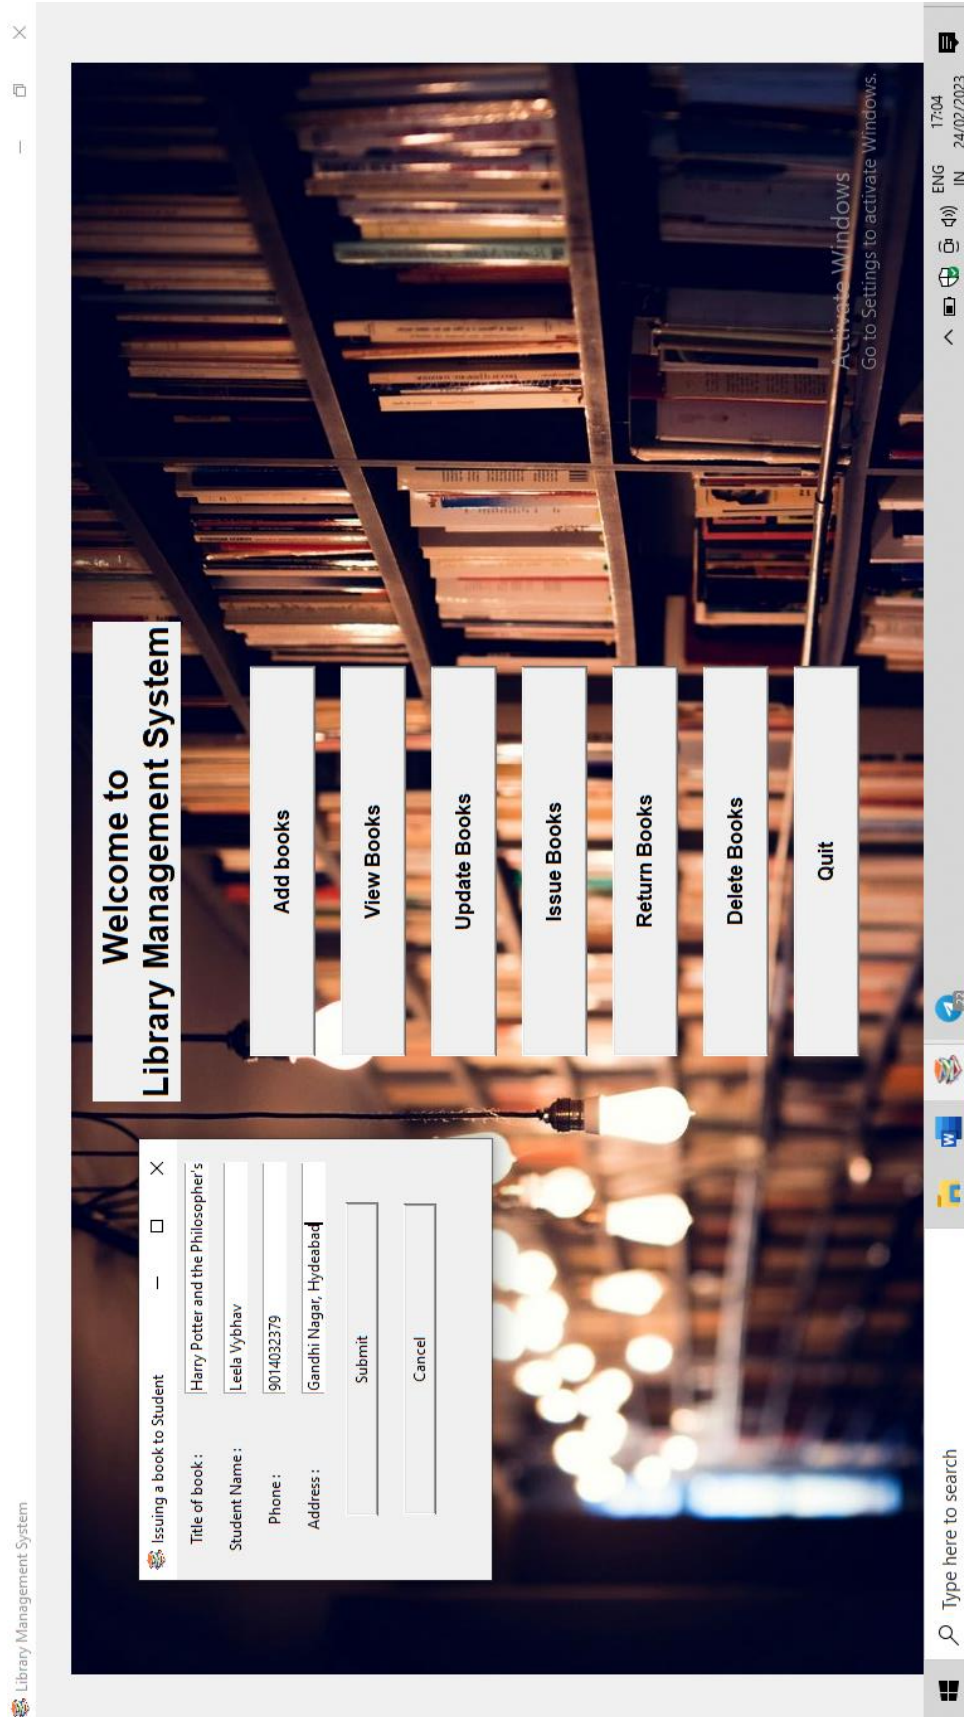 Library Management System
Welcome to
Library Management System
Add books
View Books
Update Books
Issue Books
Return Books
Delete Books
Quit
Issuing a book to Student
Title of book :
Harry Potter and the Philosopher's
Student Name :
Leela Vybhav
Phone :
9014032379
Address :
Gandhi Nagar, Hydeabad
Submit
Cancel
Activate Windows
Go to Settings to activate Windows.
Type here to search
W
22
ENG
IN
17:04
24/02/2023